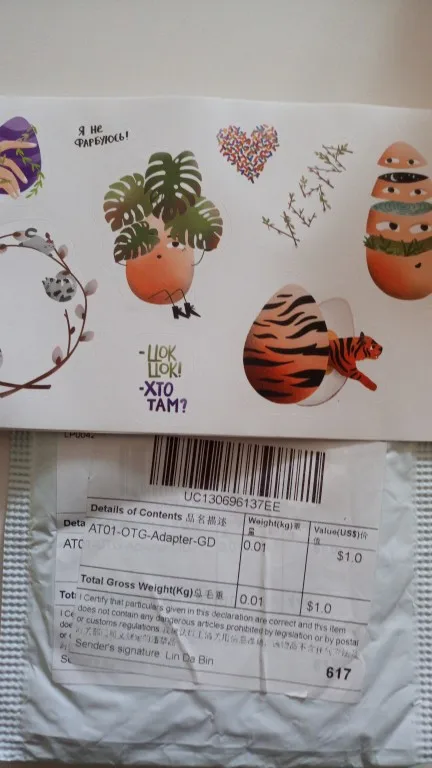 Я не
ФАРБУЮСЬ!
-ЦОК
ЦОК!
-ХТО
ТАМ?
LP0042
UC130696137EE
Details of Contents 品名描述
Weight(kg)重量
Value(US$)价值
AT01-OTG-Adapter-GD
0.01
$1.0
Total Gross Weight(Kg)总毛重
0.01
$1.0
I Certify that particulars given in this declaration are correct and this item
does not contain any dangerous articles prohibited by legislation or by postal
or customs regulations
Sender's signature. Lin Da Bin
617